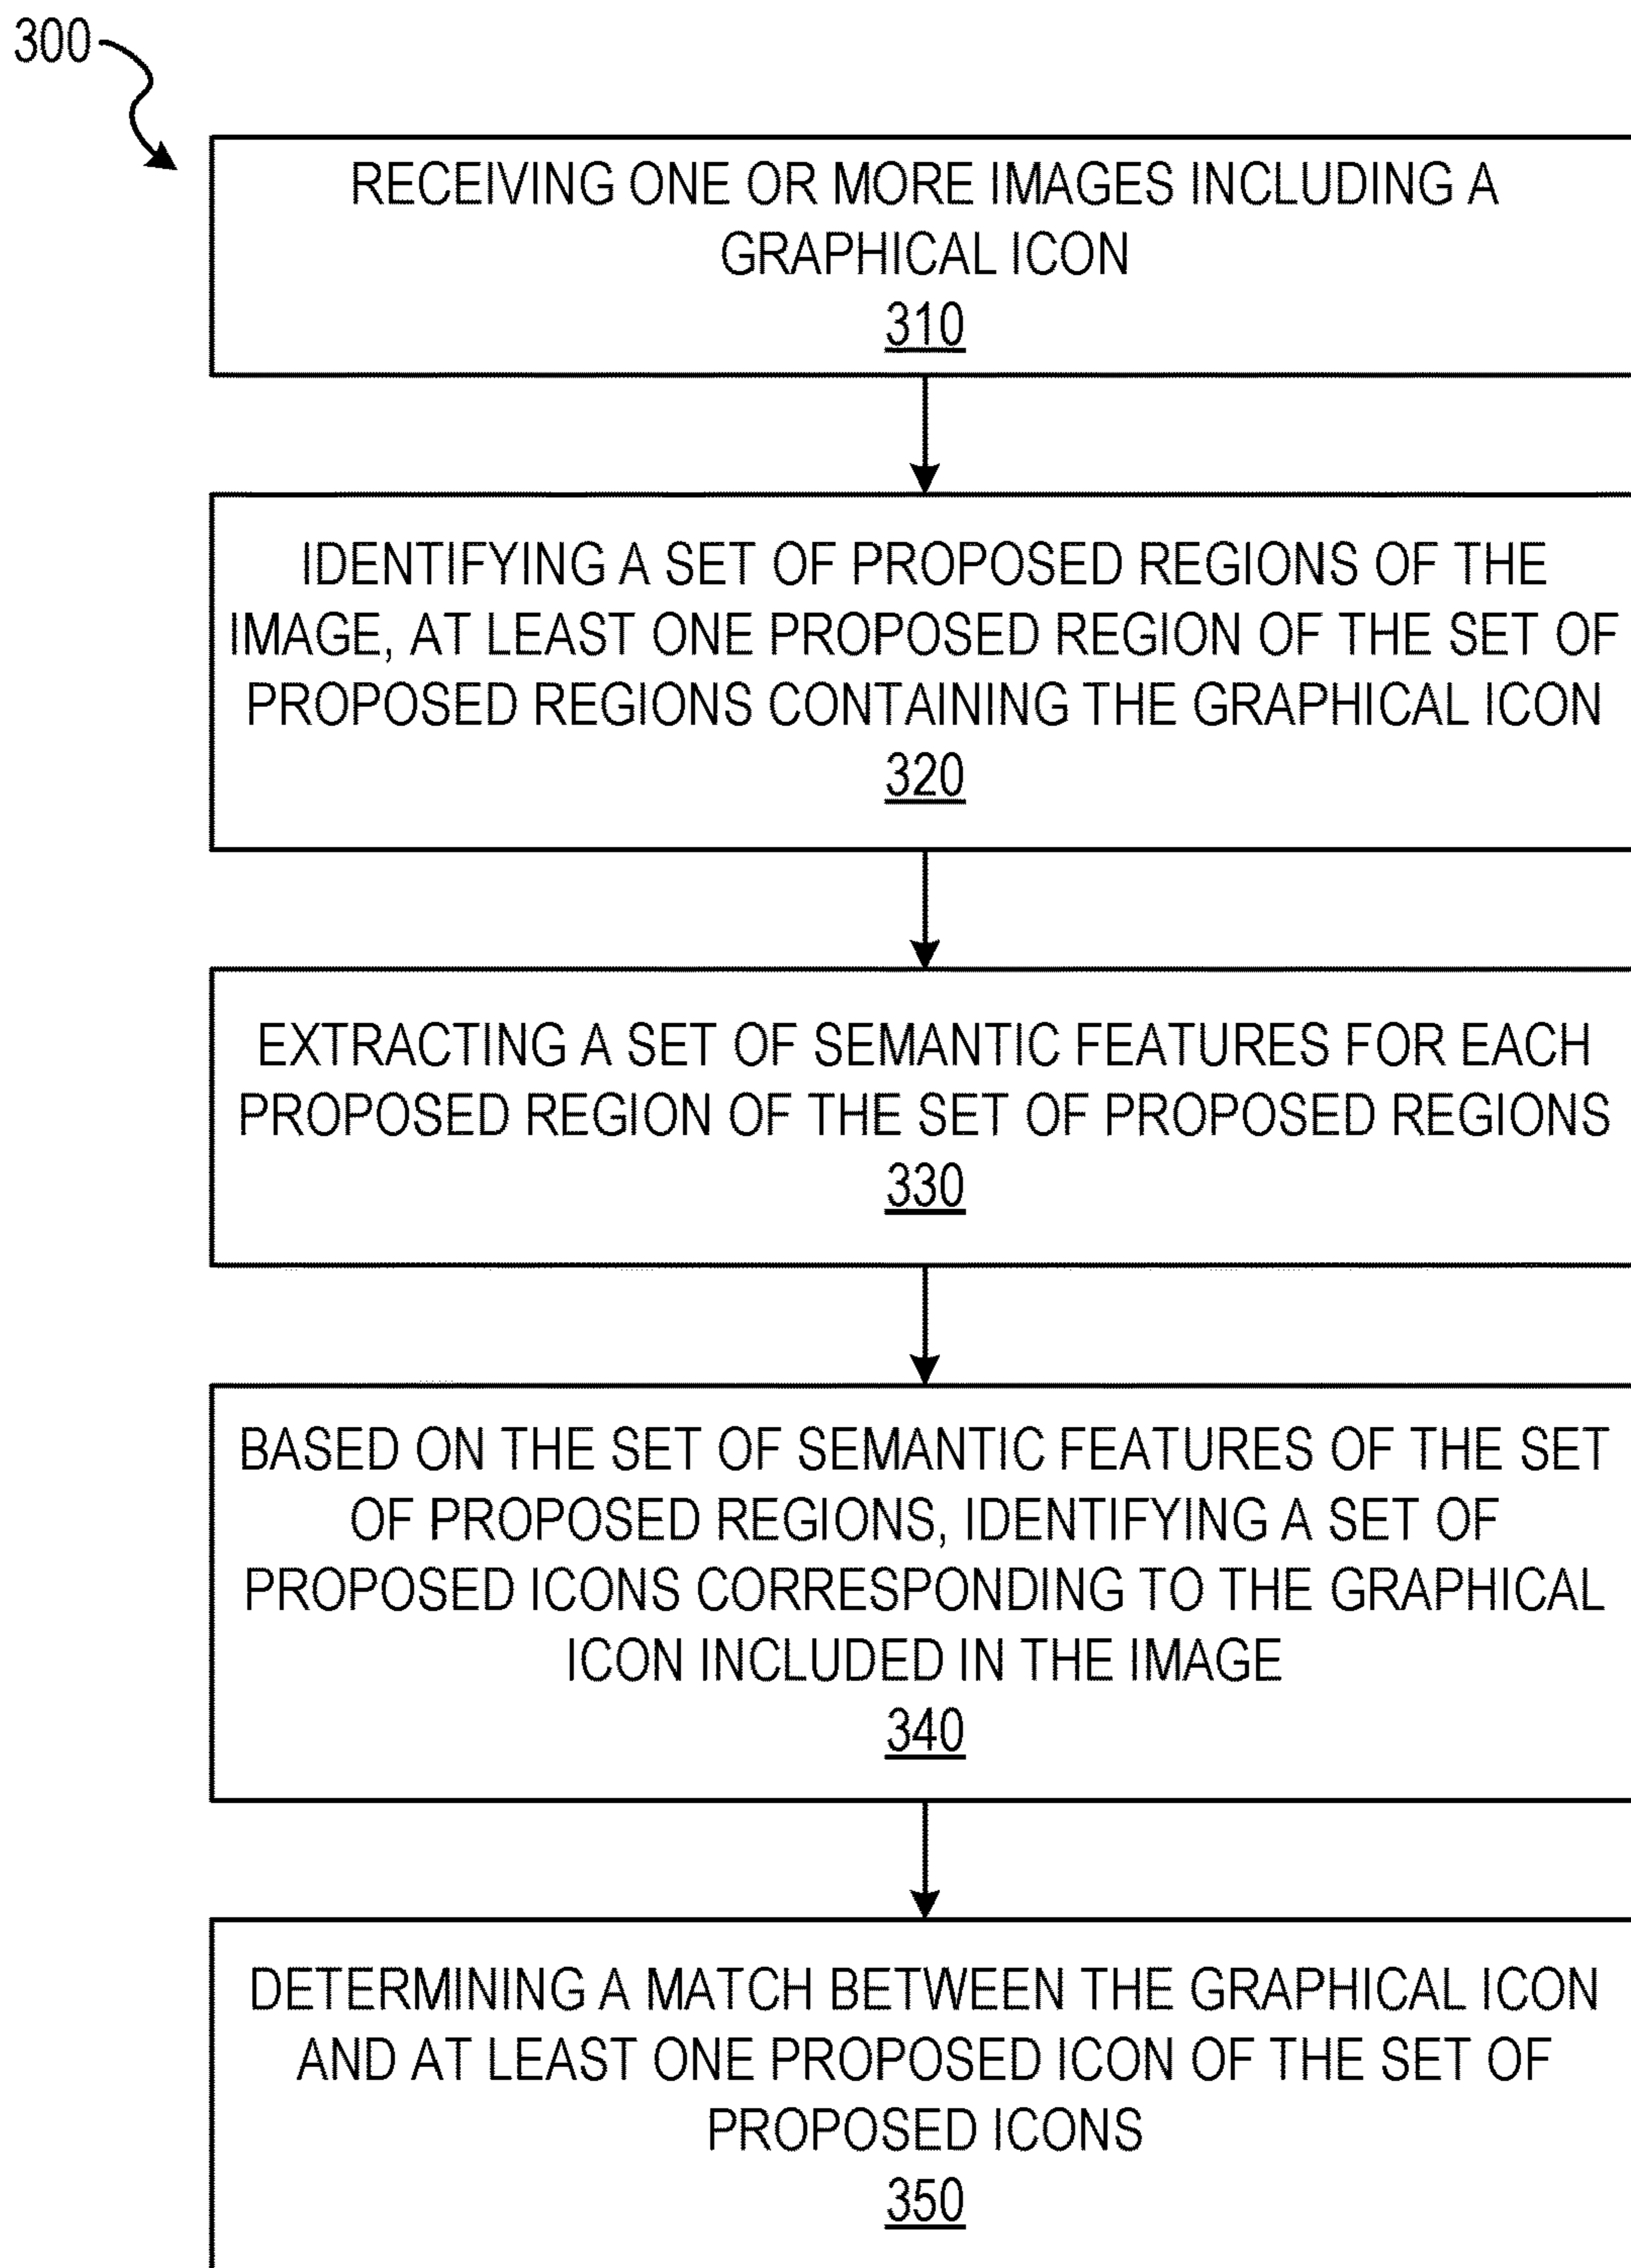 300
RECEIVING ONE OR MORE IMAGES INCLUDING A
GRAPHICAL ICON
310
IDENTIFYING A SET OF PROPOSED REGIONS OF THE
IMAGE, AT LEAST ONE PROPOSED REGION OF THE SET OF
PROPOSED REGIONS CONTAINING THE GRAPHICAL ICON
320
EXTRACTING A SET OF SEMANTIC FEATURES FOR EACH
PROPOSED REGION OF THE SET OF PROPOSED REGIONS
330
BASED ON THE SET OF SEMANTIC FEATURES OF THE SET
OF PROPOSED REGIONS, IDENTIFYING A SET OF
PROPOSED ICONS CORRESPONDING TO THE GRAPHICAL
ICON INCLUDED IN THE IMAGE
340
DETERMINING A MATCH BETWEEN THE GRAPHICAL ICON
AND AT LEAST ONE PROPOSED ICON OF THE SET OF
PROPOSED ICONS
350